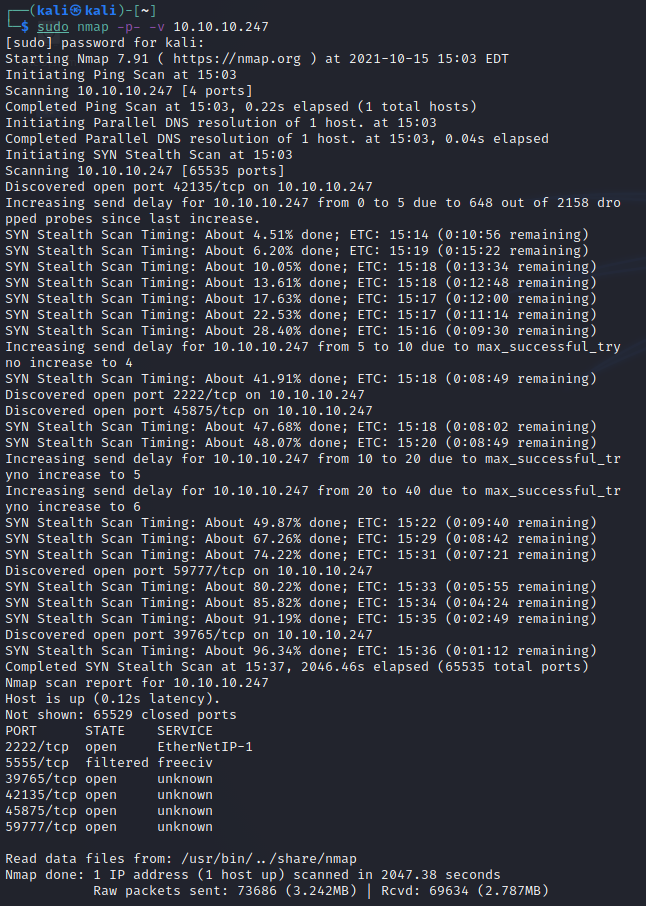 ┌──(kali㉿kali)-[~]
└─$ sudo nmap -p- -v 10.10.10.247
[sudo] password for kali:
Starting Nmap 7.91 ( https://nmap.org ) at 2021-10-15 15:03 EDT
Initiating Ping Scan at 15:03
Scanning 10.10.10.247 [4 ports]
Completed Ping Scan at 15:03, 0.22s elapsed (1 total hosts)
Initiating Parallel DNS resolution of 1 host. at 15:03
Completed Parallel DNS resolution of 1 host. at 15:03, 0.04s elapsed
Initiating SYN Stealth Scan at 15:03
Scanning 10.10.10.247 [65535 ports]
Discovered open port 42135/tcp on 10.10.10.247
Increasing send delay for 10.10.10.247 from 0 to 5 due to 648 out of 2158 dro
pped probes since last increase.
SYN Stealth Scan Timing: About 4.51% done; ETC: 15:14 (0:10:56 remaining)
SYN Stealth Scan Timing: About 6.20% done; ETC: 15:19 (0:15:22 remaining)
SYN Stealth Scan Timing: About 10.05% done; ETC: 15:18 (0:13:34 remaining)
SYN Stealth Scan Timing: About 13.61% done; ETC: 15:18 (0:12:48 remaining)
SYN Stealth Scan Timing: About 17.63% done; ETC: 15:17 (0:12:00 remaining)
SYN Stealth Scan Timing: About 22.53% done; ETC: 15:17 (0:11:14 remaining)
SYN Stealth Scan Timing: About 28.40% done; ETC: 15:16 (0:09:30 remaining)
Increasing send delay for 10.10.10.247 from 5 to 10 due to max_successful_try
no increase to 4
SYN Stealth Scan Timing: About 41.91% done; ETC: 15:18 (0:08:49 remaining)
Discovered open port 2222/tcp on 10.10.10.247
Discovered open port 45875/tcp on 10.10.10.247
SYN Stealth Scan Timing: About 47.68% done; ETC: 15:18 (0:08:02 remaining)
SYN Stealth Scan Timing: About 48.07% done; ETC: 15:20 (0:08:49 remaining)
Increasing send delay for 10.10.10.247 from 10 to 20 due to max_successful_tr
yno increase to 5
Increasing send delay for 10.10.10.247 from 20 to 40 due to max_successful_tr
yno increase to 6
SYN Stealth Scan Timing: About 49.87% done; ETC: 15:22 (0:09:40 remaining)
SYN Stealth Scan Timing: About 67.26% done; ETC: 15:29 (0:08:42 remaining)
SYN Stealth Scan Timing: About 74.22% done; ETC: 15:31 (0:07:21 remaining)
Discovered open port 59777/tcp on 10.10.10.247
SYN Stealth Scan Timing: About 80.22% done; ETC: 15:33 (0:05:55 remaining)
SYN Stealth Scan Timing: About 85.82% done; ETC: 15:34 (0:04:24 remaining)
SYN Stealth Scan Timing: About 91.19% done; ETC: 15:35 (0:02:49 remaining)
Discovered open port 39765/tcp on 10.10.10.247
SYN Stealth Scan Timing: About 96.34% done; ETC: 15:36 (0:01:12 remaining)
Completed SYN Stealth Scan at 15:37, 2046.46s elapsed (65535 total ports)
Nmap scan report for 10.10.10.247
Host is up (0.12s latency).
Not shown: 65529 closed ports
PORT      STATE    SERVICE
2222/tcp  open     EtherNetIP-1
5555/tcp  filtered freeciv
39765/tcp open     unknown
42135/tcp open     unknown
45875/tcp open     unknown
59777/tcp open     unknown
Read data files from: /usr/bin/../share/nmap
Nmap done: 1 IP address (1 host up) scanned in 2047.38 seconds
Raw packets sent: 73686 (3.242MB) | Rcvd: 69634 (2.787MB)